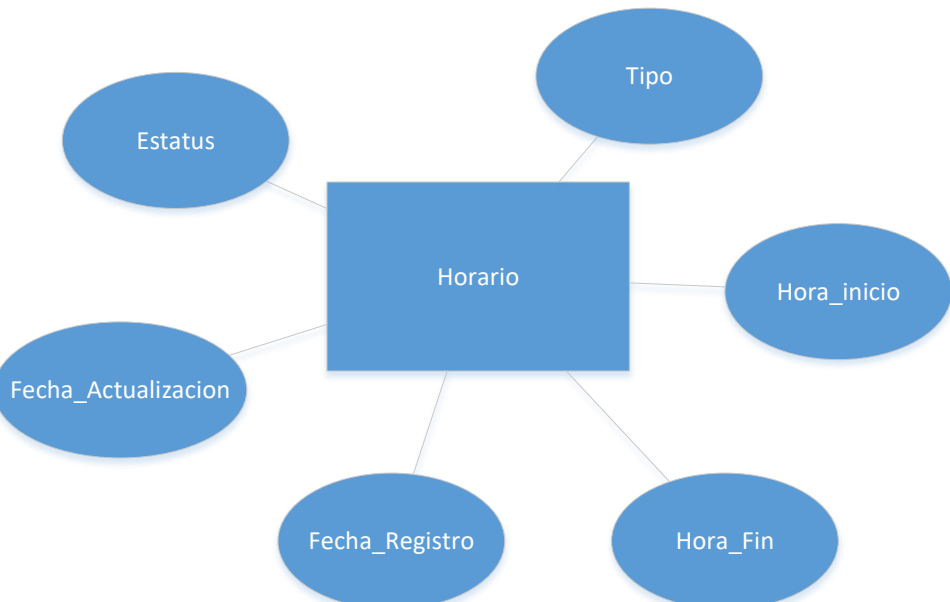 Tipo
Estatus
Horario
Hora_inicio
Fecha_Actualizacion
Fecha_Registro
Hora_Fin